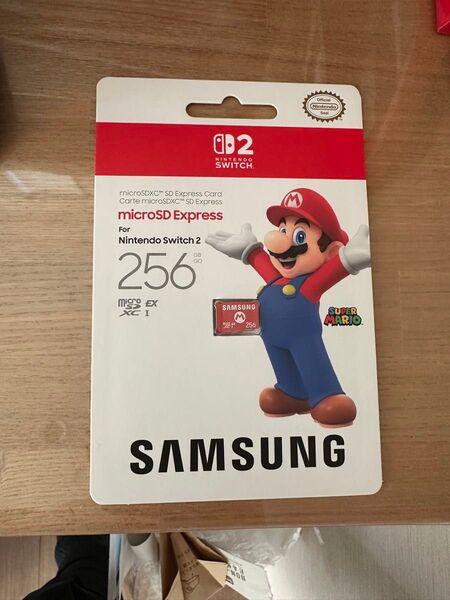 Official
Nintendo
Seal
2
NINTENDO
SWITCH
microSDXC™ SD Express Card
Carte microSDXC™ SD Express
microSD Express
For
Nintendo Switch 2
256 GB
GO
micro
SD
XC
EX
I
SAMSUNG
M
256
SUPER
MARIO
SAMSUNG